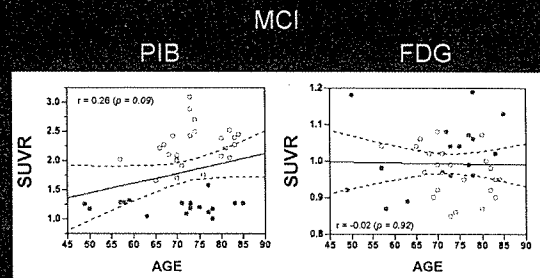 MCI
PIB FDG
r = 0.26 (p = 0.09)
SUVR
3.0
2.5
2.0
1.5
1.0
45 50 55 60 65 70 75 80 85 90
AGE
SUVR
1.2
1.1
1.0
0.9
0.8
r = -0.02 (p = 0.92)
45 50 55 60 65 70 75 80 85 90
AGE